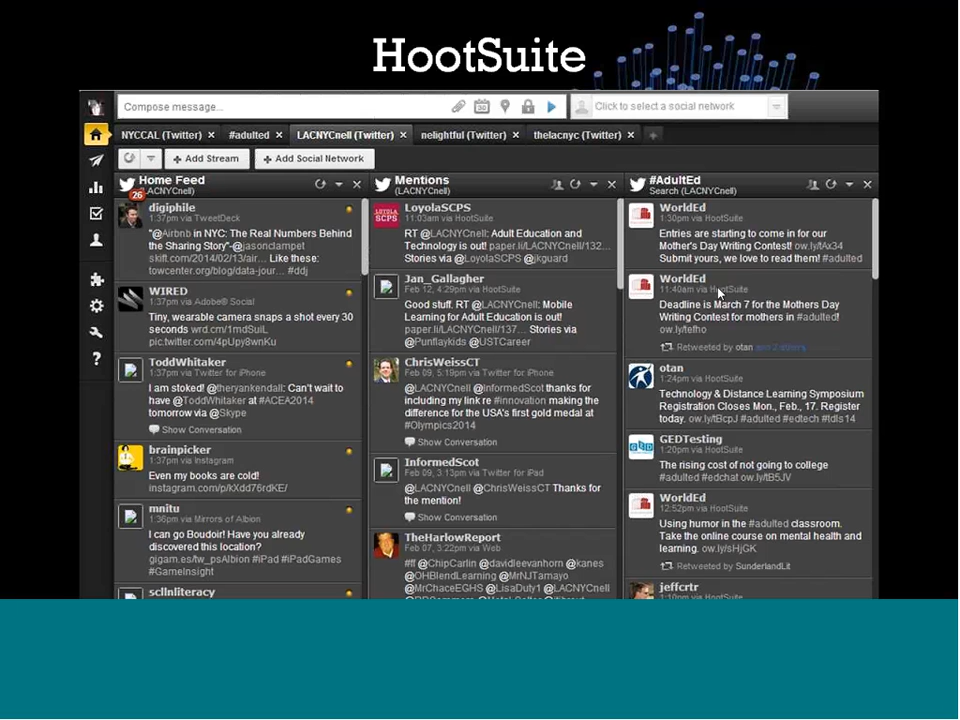 HootSuite
Compose message...
Click to select a social network
NYCCAL (Twitter) ×
#adulted ×
LACNYCnell (Twitter) ×
nelightful (Twitter) ×
thelacnyc (Twitter) ×
+ Add Stream
+ Add Social Network
Home Feed
(LACNYCnell)
26
digiphile
1:37pm via TweetDeck
"@Airbnb in NYC: The Real Numbers Behind
the Sharing Story"-@jasonclampet
skift.com/2014/02/13/air... Like these:
towcenter.org/blog/data-jour... #ddj
WIRED
1:37pm via Adobe® Social
Tiny, wearable camera snaps a shot every 30
seconds wrd.cm/1mdSuiL
pic.twitter.com/4pUpy8wnKu
ToddWhitaker
1:37pm via Twitter for iPhone
I am stoked! @theryankendall: Can't wait to
have @ToddWhitaker at #ACEA2014
tomorrow via @Skype
Show Conversation
brainpicker
1:37pm via Instagram
Even my books are cold!
instagram.com/p/kXdd76rdKE/
mnitu
1:36pm via Mirrors of Albion
I can go Boudoir! Have you already
discovered this location?
gigam.es/tw_psAlbion #iPad #iPadGames
#GameInsight
scllnliteracy
Mentions
(LACNYCnell)
LoyolaSCPS
11:03am via HootSuite
RT @LACNYCnell: Adult Education and
Technology is out! paper.li/LACNYCnell/132...
Stories via @LoyolaSCPS @jkguard
Jan_Gallagher
Feb 12, 4:29pm via HootSuite
Good stuff. RT @LACNYCnell: Mobile
Learning for Adult Education is out!
paper.li/LACNYCnell/137... Stories via
@Punflaykids @USTCareer
ChrisWeissCT
Feb 09, 5:19pm via Twitter for iPhone
@LACNYCnell @InformedScot thanks for
including my link re #innovation making the
difference for the USA's first gold medal at
#Olympics2014
Show Conversation
InformedScot
Feb 09, 3:13pm via Twitter for iPad
@LACNYCnell @ChrisWeissCT Thanks for
the mention!
Show Conversation
TheHarlowReport
Feb 07, 3:22pm via Web
#ff @ChipCarlin @davidleevanhorn @kanes
@OHBlendLearning @MrNJTamayo
@MrChaceEGHS @LisaDuty1 @LACNYCnell
#AdultEd
Search (LACNYCnell)
WorldEd
1:30pm via HootSuite
Entries are starting to come in for our
Mother's Day Writing Contest! ow.ly/tAx34
Submit yours, we love to read them! #adulted
WorldEd
11:40am via HootSuite
Deadline is March 7 for the Mothers Day
Writing Contest for mothers in #adulted!
ow.ly/tefho
Retweeted by otan
otan
1:24pm via HootSuite
Technology & Distance Learning Symposium
Registration Closes Mon., Feb., 17. Register
today. ow.ly/tBcpJ #adulted #edtech #tdls14
GEDTesting
1:20pm via HootSuite
The rising cost of not going to college
#adulted #edchat ow.ly/tB5JV
WorldEd
12:52pm via HootSuite
Using humor in the #adulted classroom.
Take the online course on mental health and
learning. ow.ly/sHjGK
Retweeted by SunderlandLit
jeffcrtr
1:10pm via HootSuite